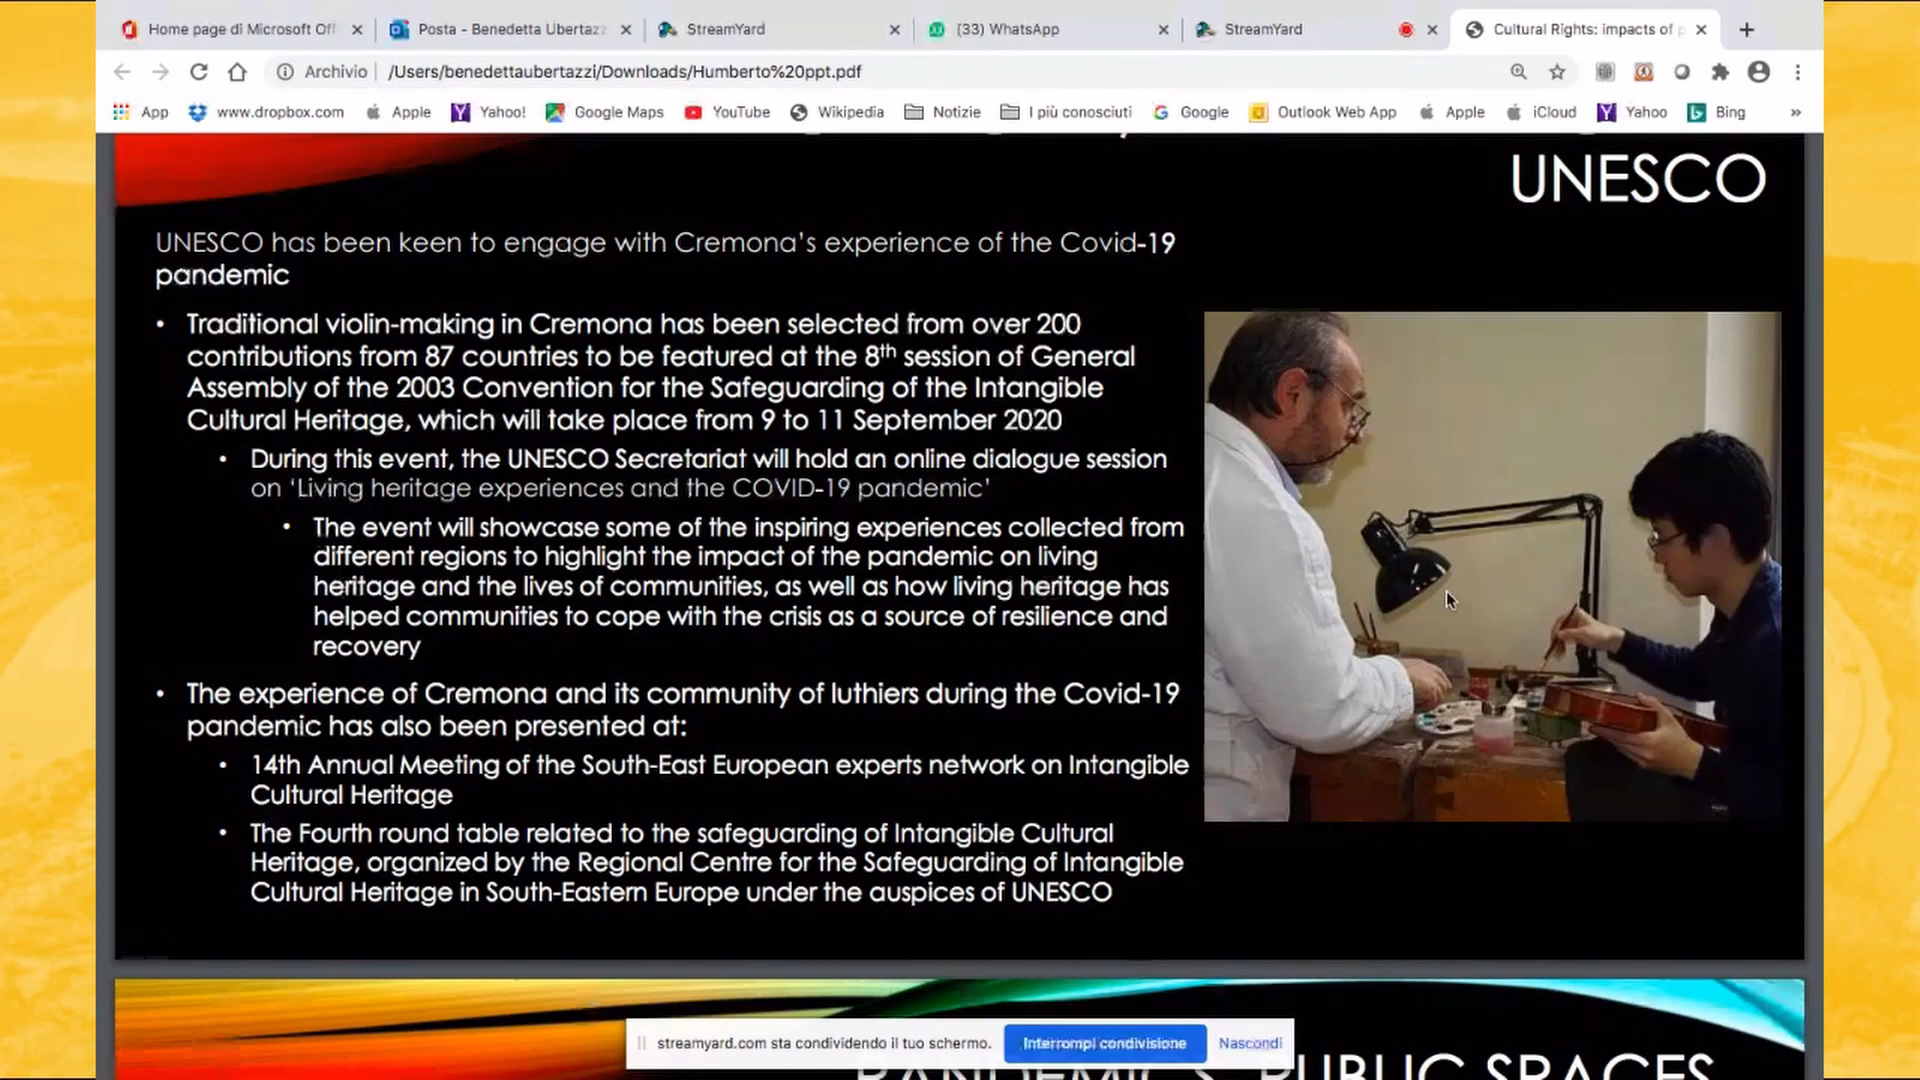 Home page di Microsoft Off
Posta - Benedetta Ubertazz
StreamYard
(33) WhatsApp
StreamYard
Cultural Rights: impacts of p
Archivio
/Users/benedettaubertazzi/Downloads/Humberto%20ppt.pdf
App
www.dropbox.com
Apple
Yahoo!
Google Maps
YouTube
Wikipedia
Notizie
I più conosciuti
Google
Outlook Web App
Apple
iCloud
Yahoo
Bing
»
UNESCO
UNESCO has been keen to engage with Cremona’s experience of the Covid-19
pandemic
• Traditional violin-making in Cremona has been selected from over 200
contributions from 87 countries to be featured at the 8th session of General
Assembly of the 2003 Convention for the Safeguarding of the Intangible
Cultural Heritage, which will take place from 9 to 11 September 2020
• During this event, the UNESCO Secretariat will hold an online dialogue session
on ‘Living heritage experiences and the COVID-19 pandemic’
• The event will showcase some of the inspiring experiences collected from
different regions to highlight the impact of the pandemic on living
heritage and the lives of communities, as well as how living heritage has
helped communities to cope with the crisis as a source of resilience and
recovery
• The experience of Cremona and its community of luthiers during the Covid-19
pandemic has also been presented at:
• 14th Annual Meeting of the South-East European experts network on Intangible
Cultural Heritage
• The Fourth round table related to the safeguarding of Intangible Cultural
Heritage, organized by the Regional Centre for the Safeguarding of Intangible
Cultural Heritage in South-Eastern Europe under the auspices of UNESCO
streamyard.com sta condividendo il tuo schermo.
Interrompi condivisione
Nascondi
PUBLIC SPACES